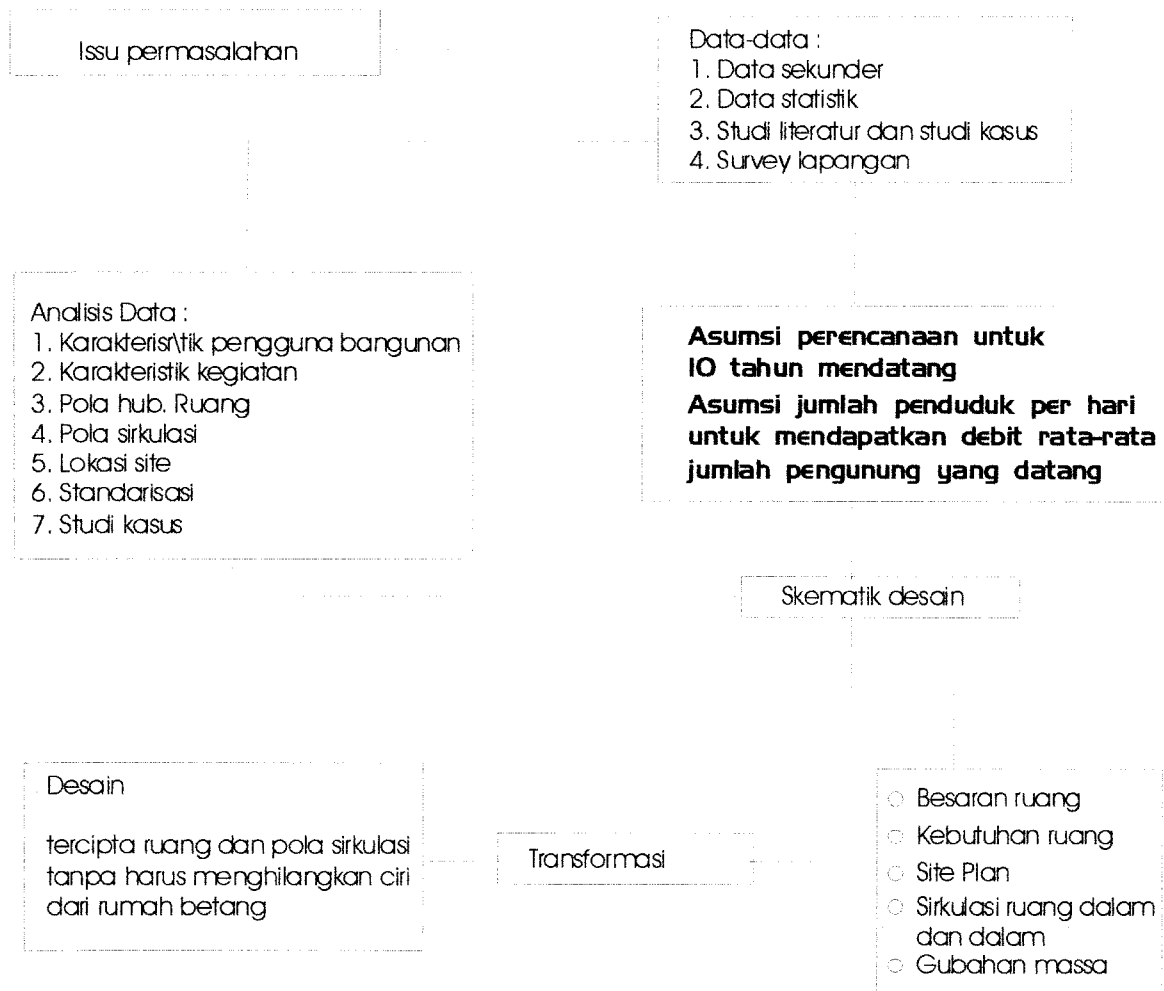 Issu permasalahan
Data-data :
1. Data sekunder
2. Data statistik
3. Studi literatur dan studi kasus
4. Survey lapangan
Analisis Data :
1. Karakterisr\tik pengguna bangunan
2. Karakteristik kegiatan
3. Pola hub. Ruang
4. Pola sirkulasi
5. Lokasi site
6. Standarisasi
7. Studi kasus
Asumsi perencanaan untuk
IO tahun mendatang
Asumsi jumlah penduduk per hari
untuk mendapatkan debit rata-rata
jumlah pengunung yang datang
Skematik desain
Desain
tercipta ruang dan pola sirkulasi
tanpa harus menghilangkan ciri
dari rumah betang
Transformasi
○ Besaran ruang
○ Kebutuhan ruang
○ Site Plan
○ Sirkulasi ruang dalam
dan dalam
○ Gubahan massa